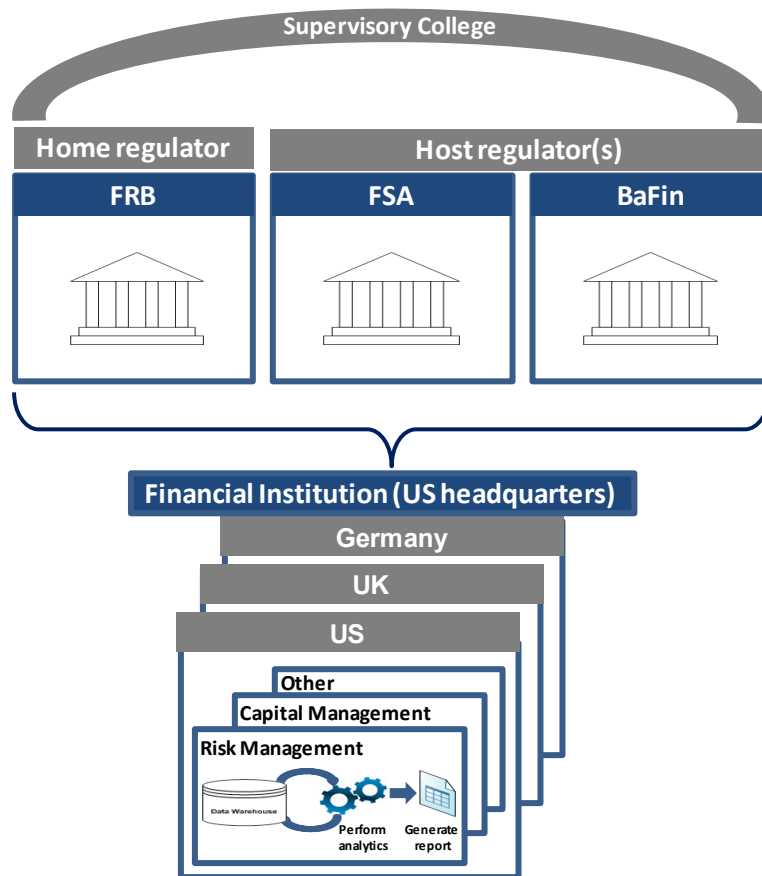 Supervisory College
Home regulator
Host regulator(s)
FRB
FSA
BaFin
Financial Institution (US headquarters)
Germany
UK
US
Other
Capital Management
Risk Management
Data Warehouse
Perform
analytics
Generate
report